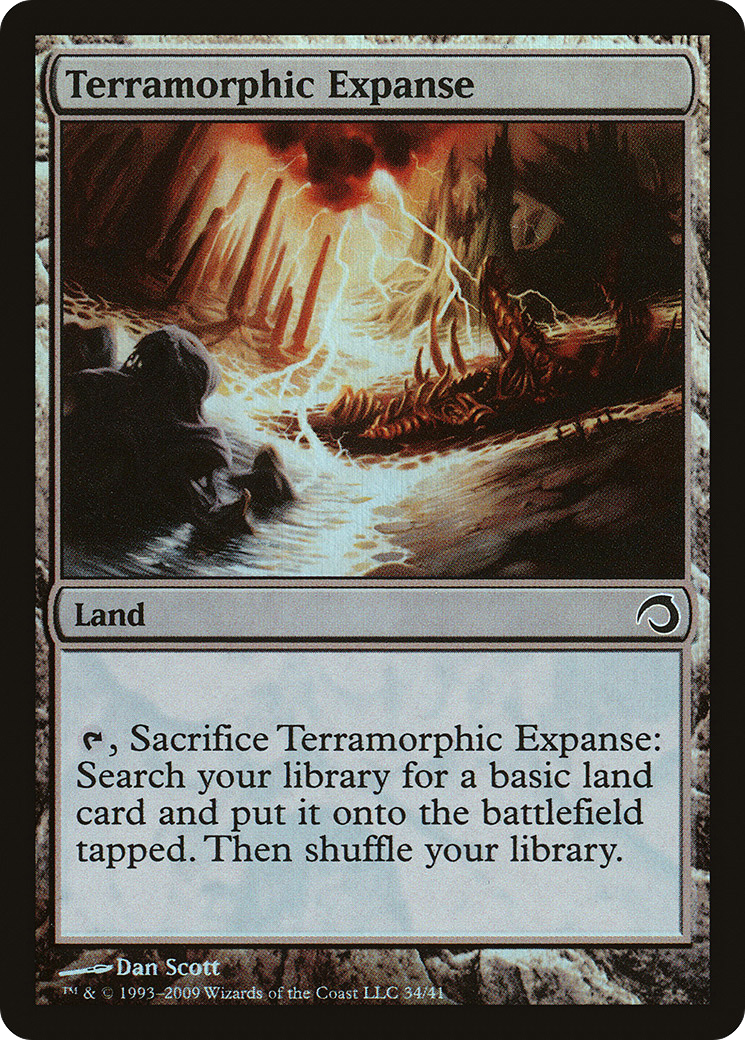 Terramorphic Expanse
Land
, Sacrifice Terramorphic Expanse:
Search your library for a basic land
card and put it onto the battlefield
tapped. Then shuffle your library.
Dan Scott
™ & © 1993–2009 Wizards of the Coast LLC 34/41